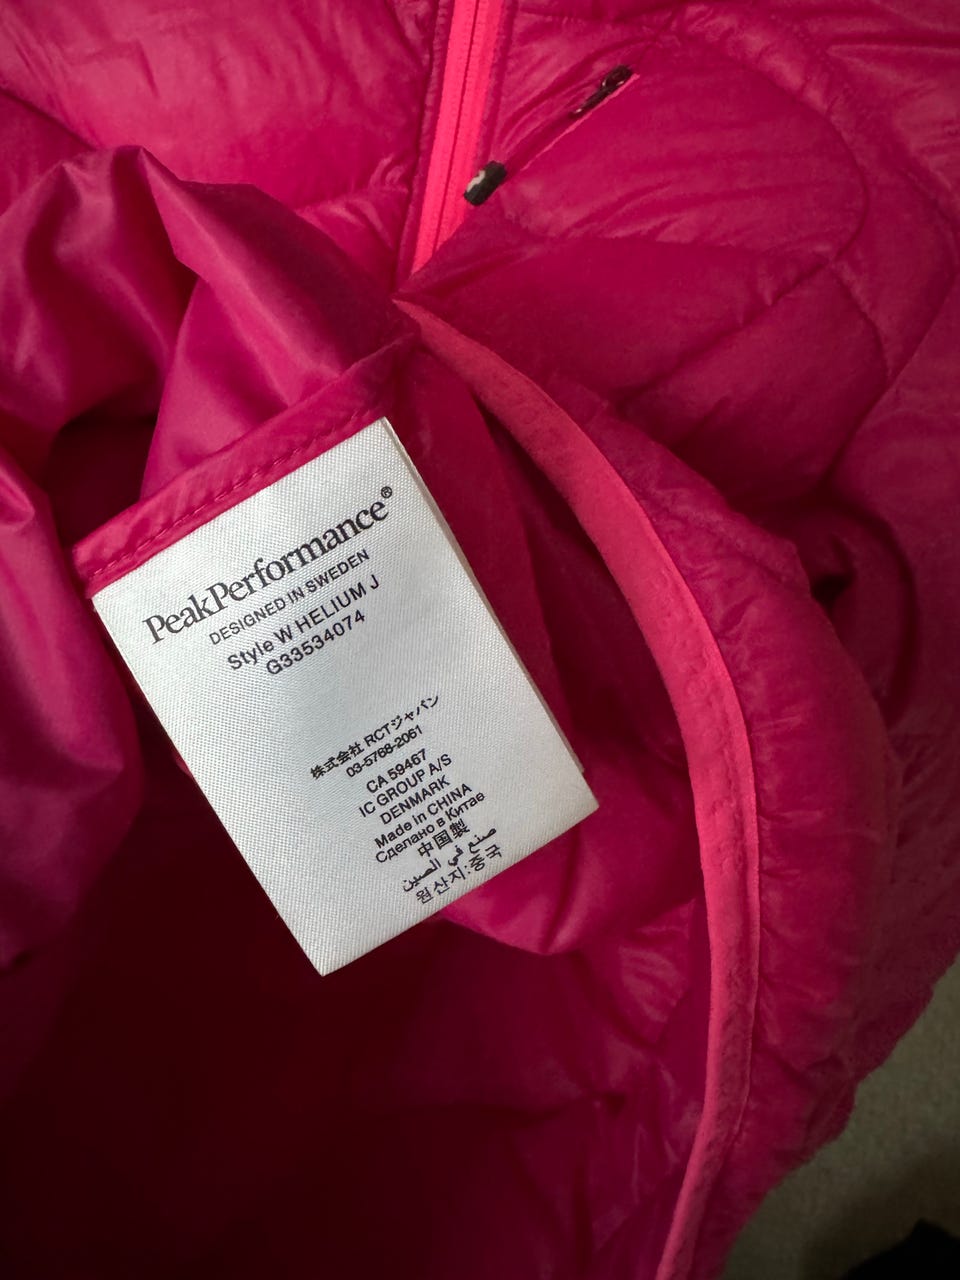 PeakPerformance®
DESIGNED IN SWEDEN
Style W HELIUM J
G33534074
株式会社 RCTジャパン
03-5768-2061
CA 59467
IC GROUP A/S
DENMARK
Made in CHINA
Сделано в Китае
中国製
صنع في الصين
원산지:중국